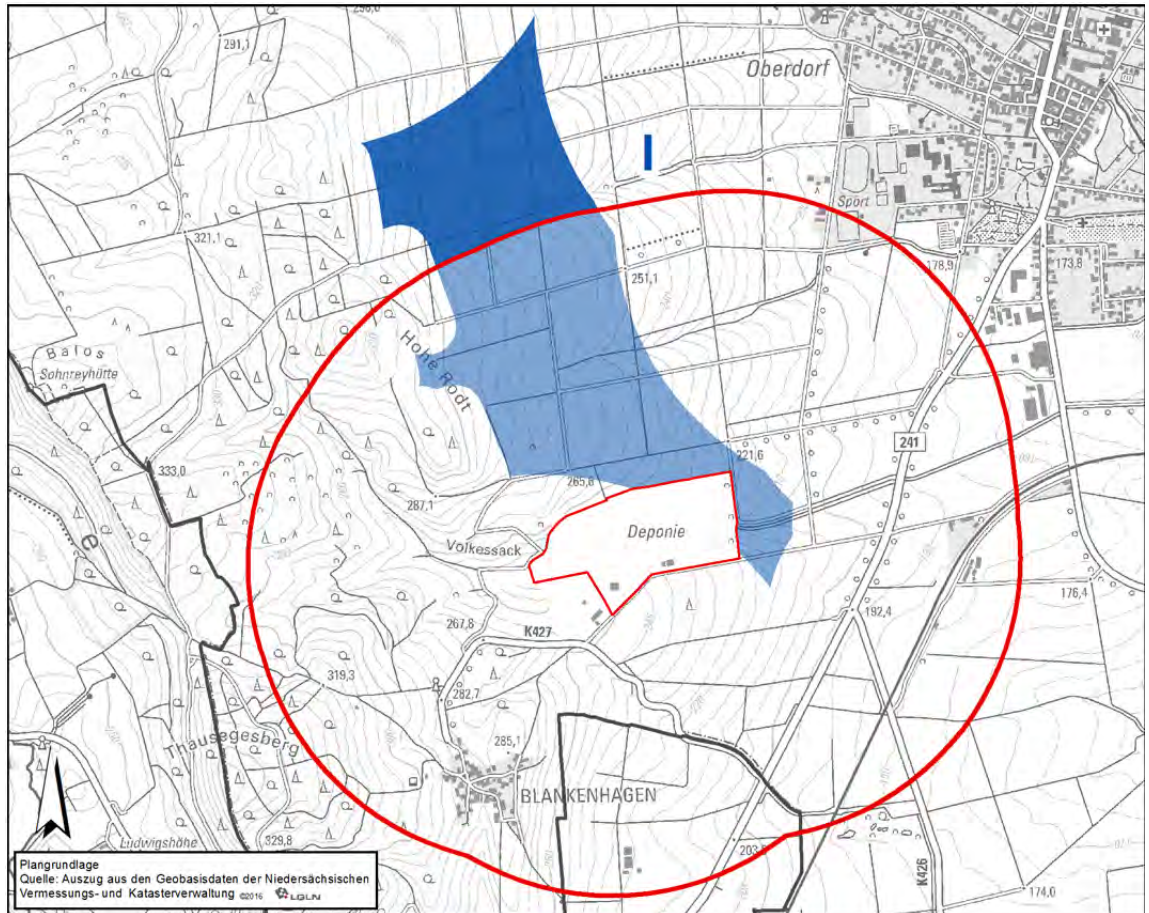 298,0
291,1
Oberdorf
I
Sport
321,1
251,1
178,9
173,8
Hohe Rodt
Balos
Sohnreyhütte
241
333,0
221,6
265,8
287,1
Deponie
Volkessack
e
176,4
192,4
267,8
K427
319,3
282,7
Thausegesberg
285,1
BLANKENHAGEN
Ludwigshöhe
329,8
K426
174,0
Plangrundlage
Quelle: Auszug aus den Geobasisdaten der Niedersächsischen
Vermessungs- und Katasterverwaltung ©2016 LGLN